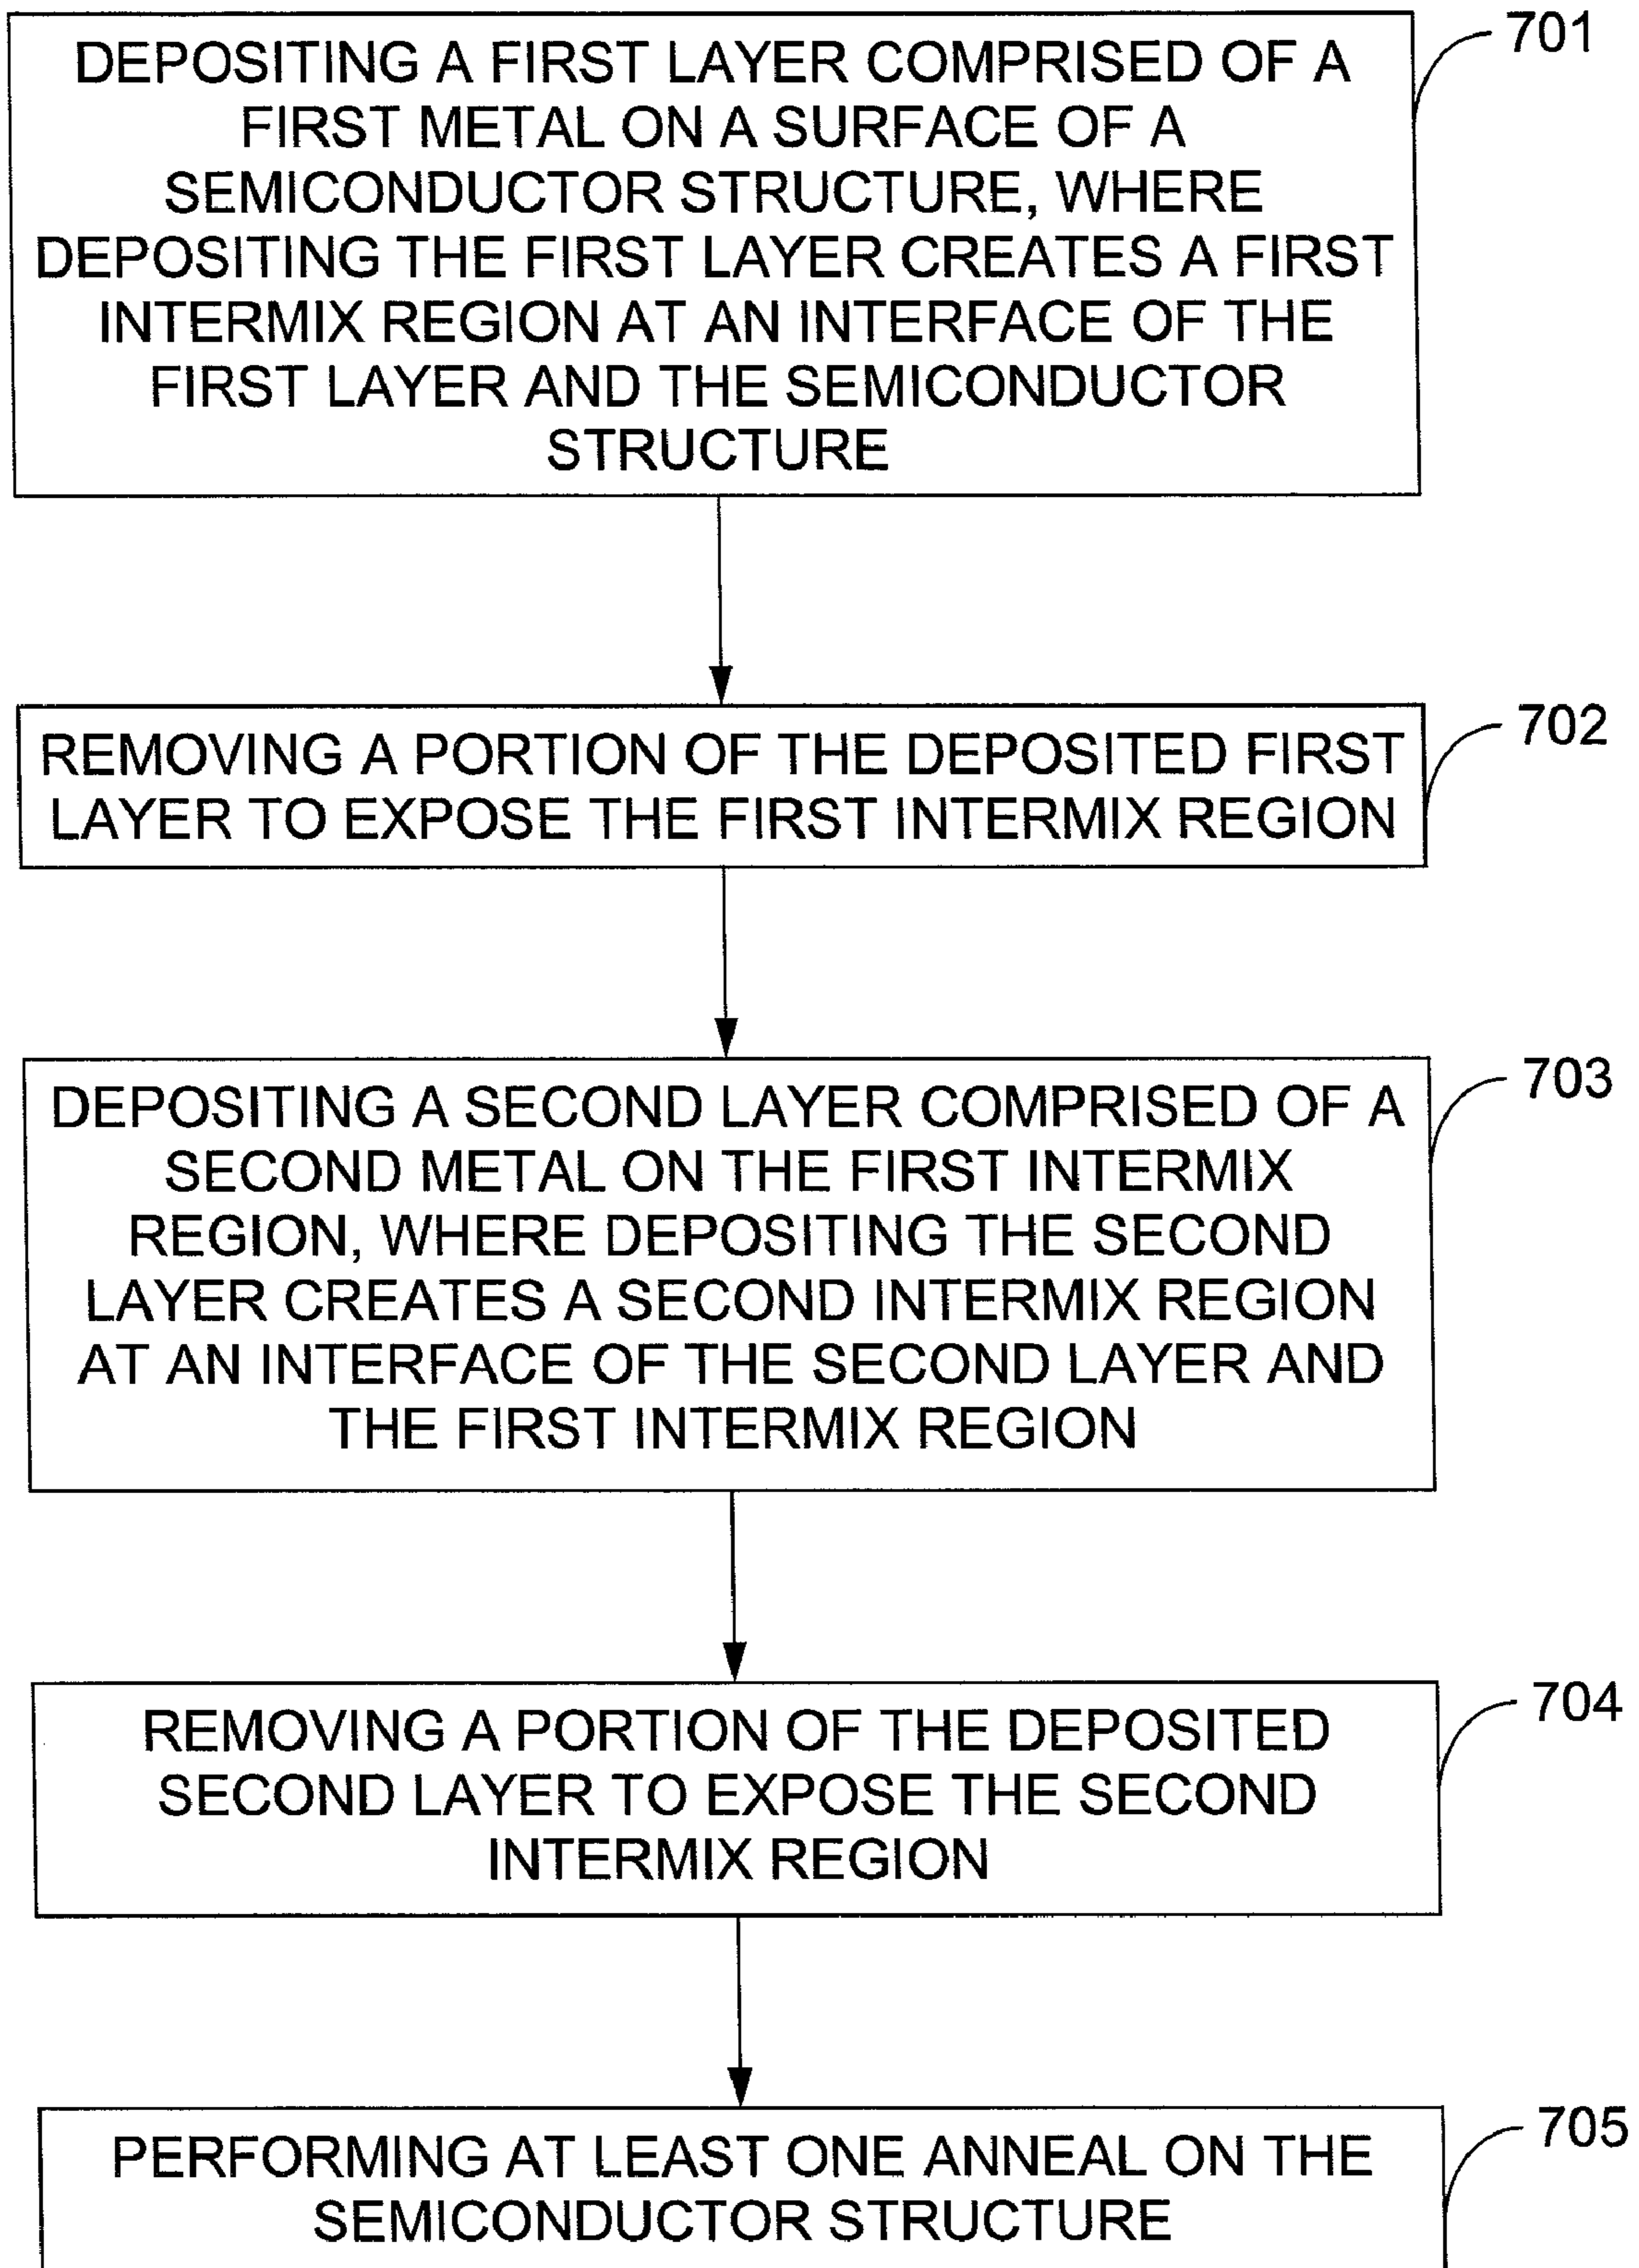 DEPOSITING A FIRST LAYER COMPRISED OF A
FIRST METAL ON A SURFACE OF A
SEMICONDUCTOR STRUCTURE, WHERE
DEPOSITING THE FIRST LAYER CREATES A FIRST
INTERMIX REGION AT AN INTERFACE OF THE
FIRST LAYER AND THE SEMICONDUCTOR
STRUCTURE
701
REMOVING A PORTION OF THE DEPOSITED FIRST
LAYER TO EXPOSE THE FIRST INTERMIX REGION
702
DEPOSITING A SECOND LAYER COMPRISED OF A
SECOND METAL ON THE FIRST INTERMIX
REGION, WHERE DEPOSITING THE SECOND
LAYER CREATES A SECOND INTERMIX REGION
AT AN INTERFACE OF THE SECOND LAYER AND
THE FIRST INTERMIX REGION
703
REMOVING A PORTION OF THE DEPOSITED
SECOND LAYER TO EXPOSE THE SECOND
INTERMIX REGION
704
PERFORMING AT LEAST ONE ANNEAL ON THE
SEMICONDUCTOR STRUCTURE
705